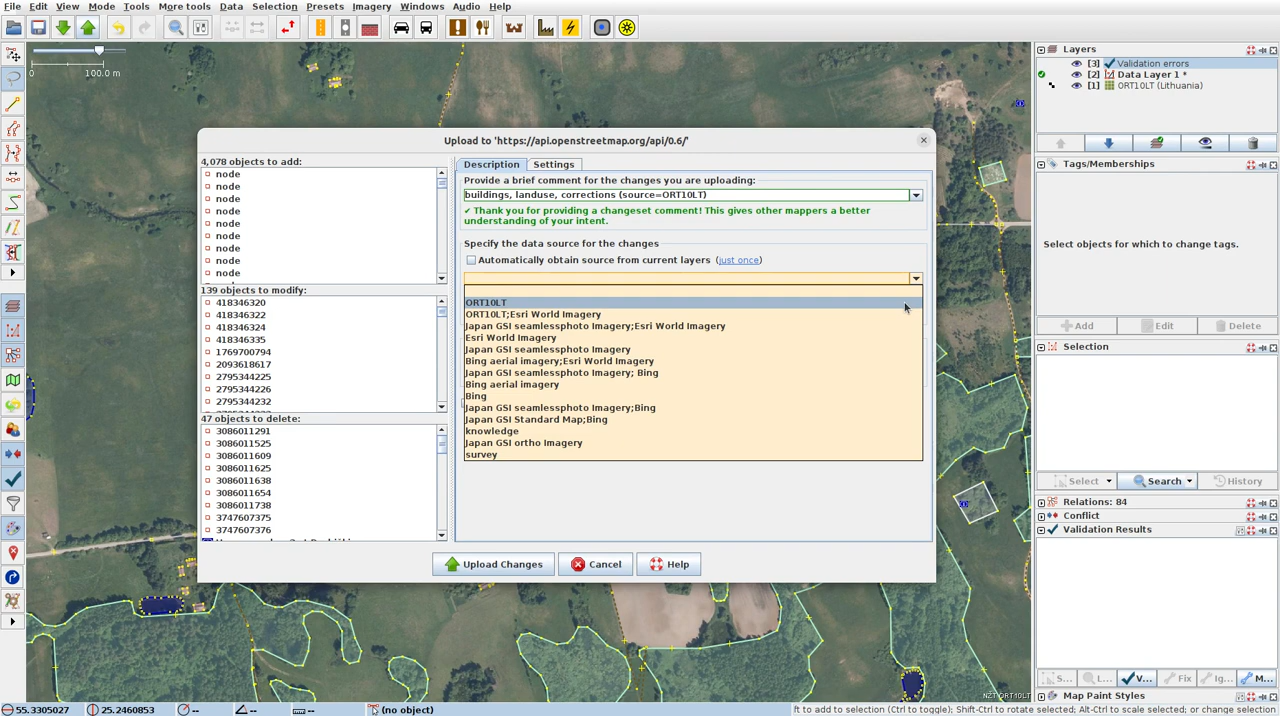 File Edit View Mode Tools More tools Data Selection Presets Imagery Windows Audio Help
0 100.0 m
Upload to 'https://api.openstreetmap.org/api/0.6/'
4,078 objects to add:
node
node
node
node
node
node
node
node
node
139 objects to modify:
418346320
418346322
418346324
418346335
1769700794
2093618617
2795344225
2795344226
2795344232
47 objects to delete:
3086011291
3086011525
3086011609
3086011625
3086011638
3086011654
3086011738
3747607375
3747607376
Description Settings
Provide a brief comment for the changes you are uploading:
buildings, landuse, corrections (source=ORT10LT)
✔ Thank you for providing a changeset comment! This gives other mappers a better
understanding of your intent.
Specify the data source for the changes
Automatically obtain source from current layers (just once)
ORT10LT
ORT10LT;Esri World Imagery
Japan GSI seamlessphoto Imagery;Esri World Imagery
Esri World Imagery
Japan GSI seamlessphoto Imagery
Bing aerial imagery;Esri World Imagery
Japan GSI seamlessphoto Imagery; Bing
Bing aerial imagery
Bing
Japan GSI seamlessphoto Imagery;Bing
Japan GSI Standard Map;Bing
knowledge
Japan GSI ortho Imagery
survey
Upload Changes Cancel Help
Layers
[3] Validation errors
[2] Data Layer 1 *
[1] ORT10LT (Lithuania)
Tags/Memberships
Select objects for which to change tags.
Add Edit Delete
Selection
Select Search History
Relations: 84
Conflict
Validation Results
S... L... V... Fix Ig... M...
Map Paint Styles
NŽT ORT10LT
55.3305027 25.2460853 -- -- -- (no object)
ft to add to selection (Ctrl to toggle); Shift-Ctrl to rotate selected; Alt-Ctrl to scale selected; or change selection